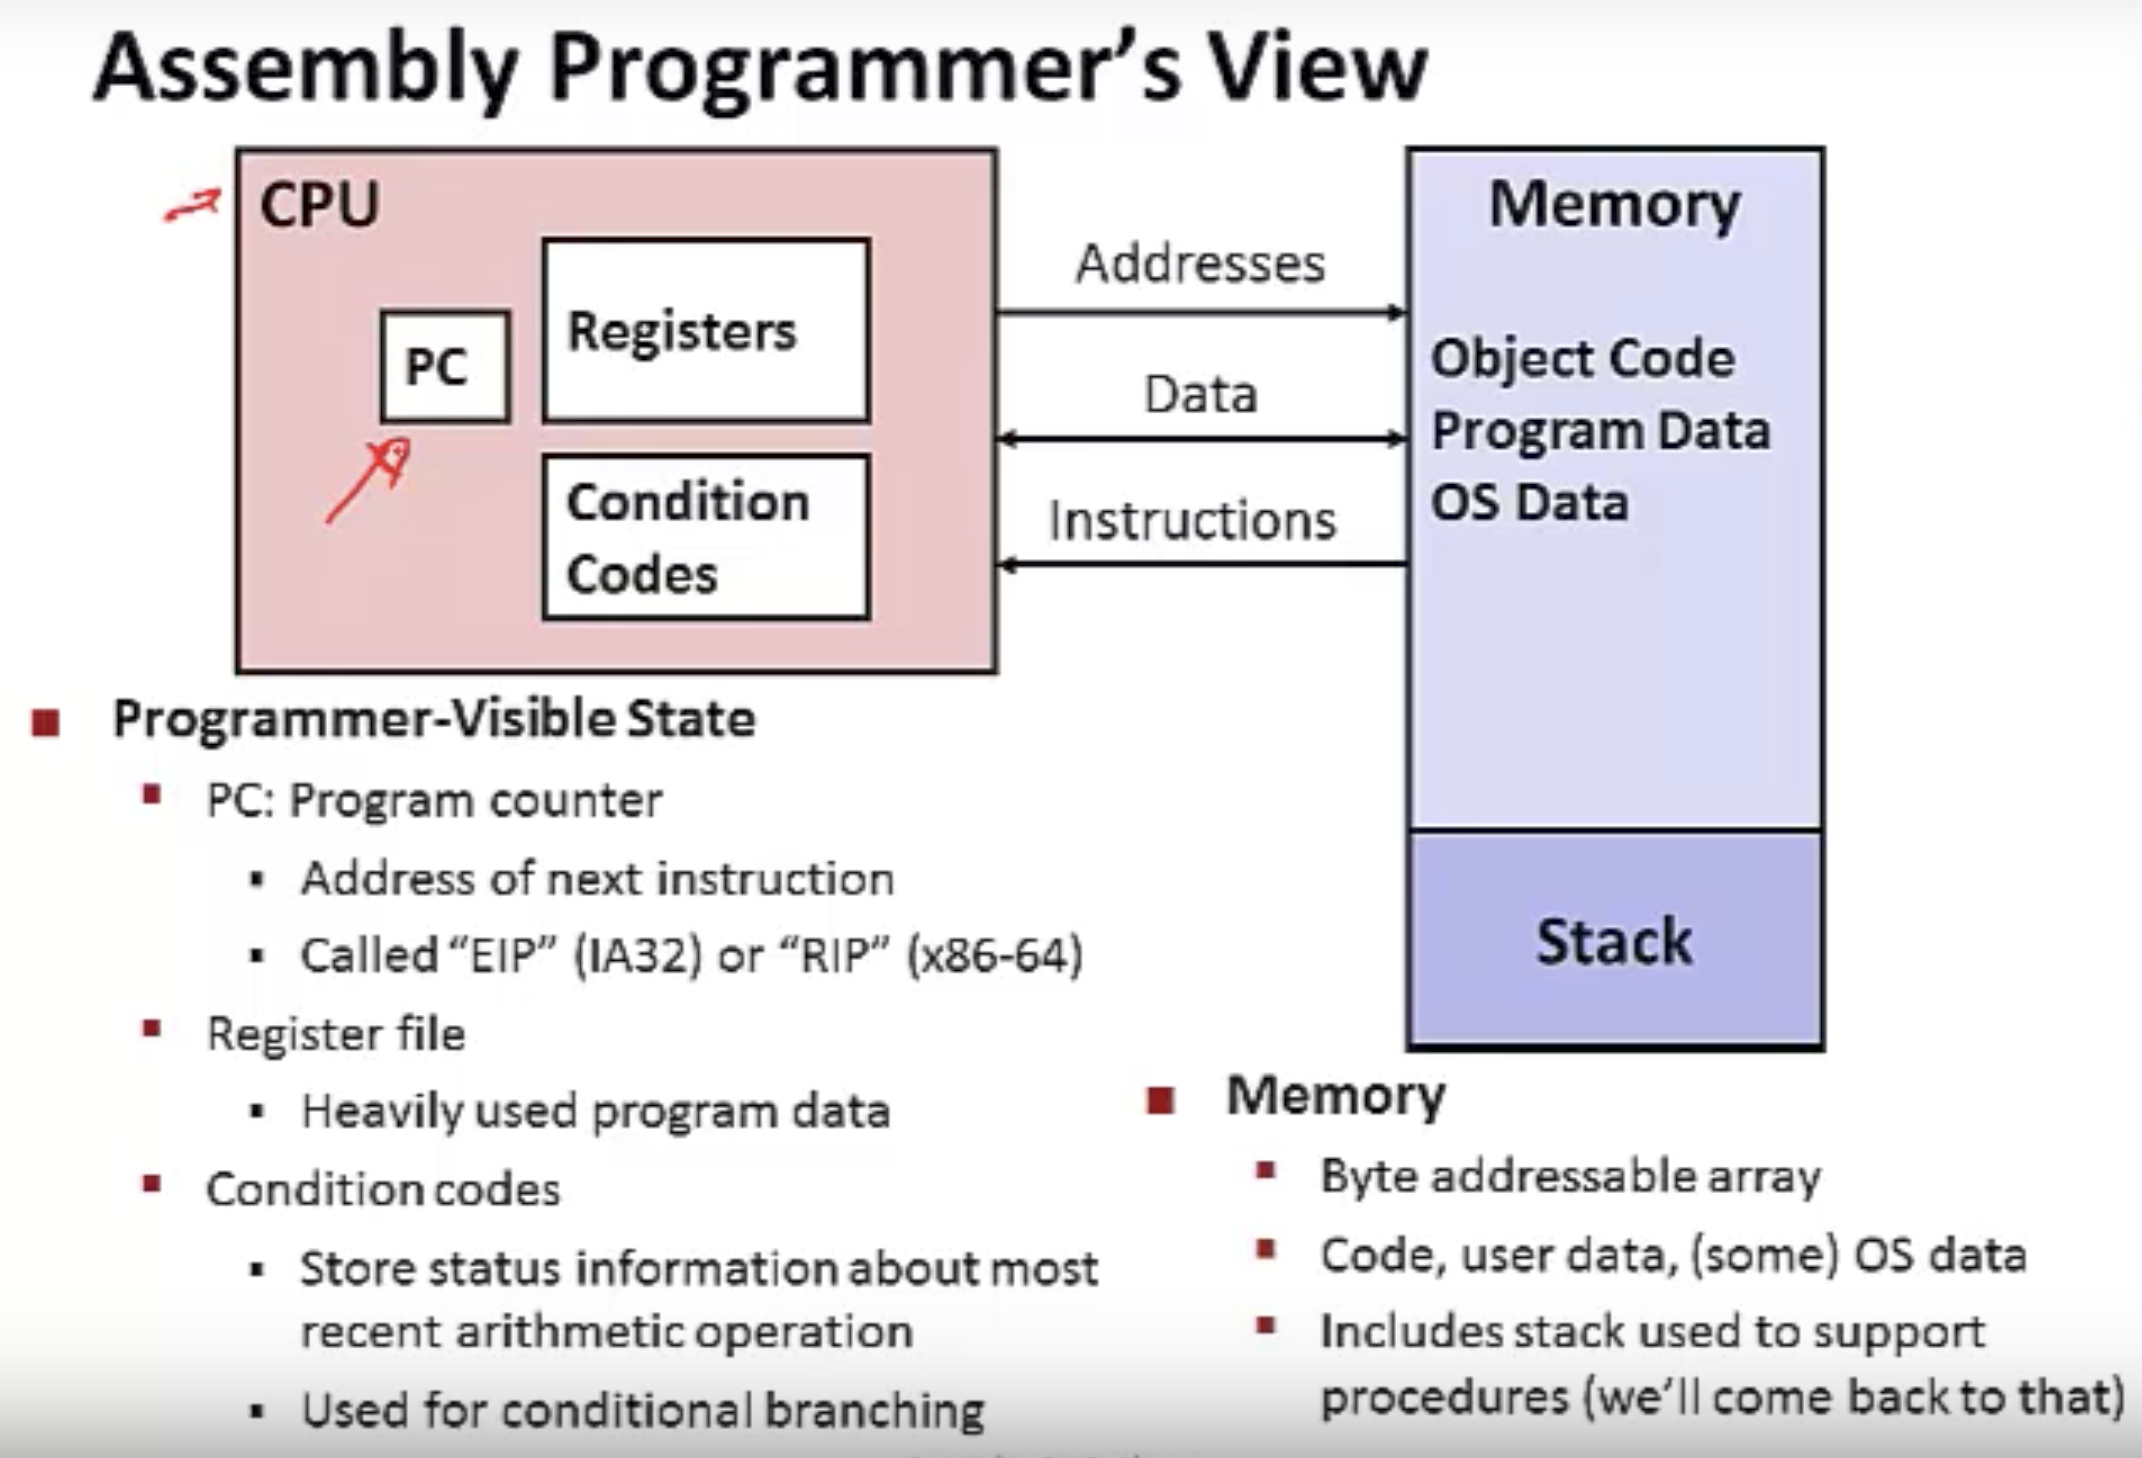 Assembly Programmer's View
CPU
PC
Registers
Condition
Codes
Addresses
Data
Instructions
Memory
Object Code
Program Data
OS Data
Stack
Programmer-Visible State
PC: Program counter
Address of next instruction
Called “EIP” (IA32) or “RIP” (x86-64)
Register file
Heavily used program data
Condition codes
Store status information about most
recent arithmetic operation
Used for conditional branching
Memory
Byte addressable array
Code, user data, (some) OS data
Includes stack used to support
procedures (we'll come back to that)